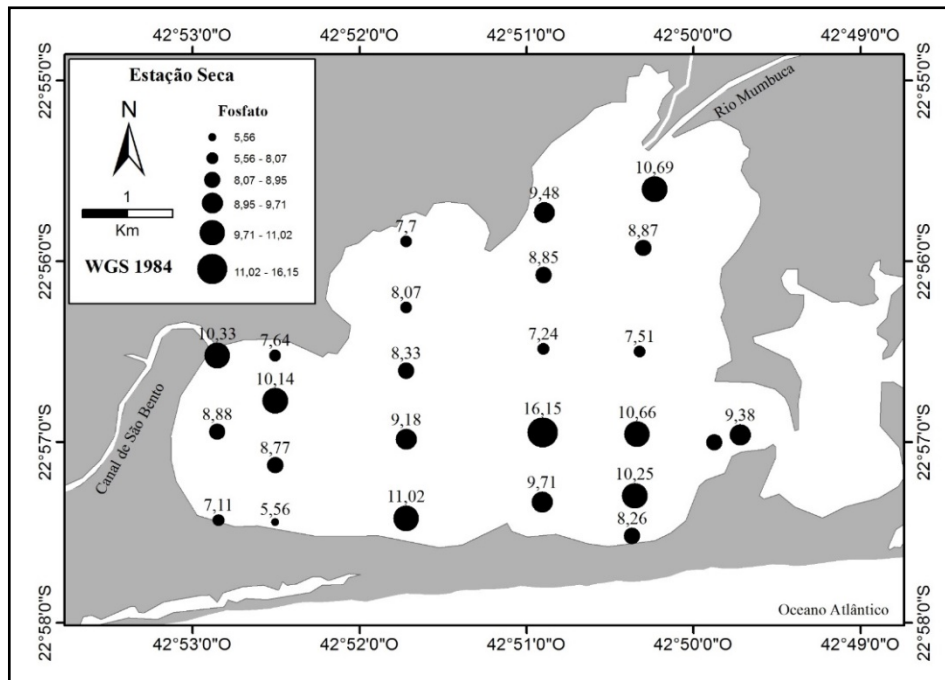 42°53'0"W 42°52'0"W 42°51'0"W 42°50'0"W 42°49'0"W
22°55'0"S
22°56'0"S
22°57'0"S
22°58'0"S
Estação Seca
N
1
Km
WGS 1984
Fosfato
5,56
5,56 - 8,07
8,07 - 8,95
8,95 - 9,71
9,71 - 11,02
11,02 - 16,15
Rio Mumbuca
10,69
9,48
8,87
7,7
8,85
8,07
10,33
7,64
7,24
7,51
8,33
10,14
8,88
9,18
16,15
10,66
9,38
8,77
10,25
7,11
5,56
11,02
9,71
8,26
Canal de São Bento
Oceano Atlântico
22°55'0"S
22°56'0"S
22°57'0"S
22°58'0"S
42°53'0"W 42°52'0"W 42°51'0"W 42°50'0"W 42°49'0"W